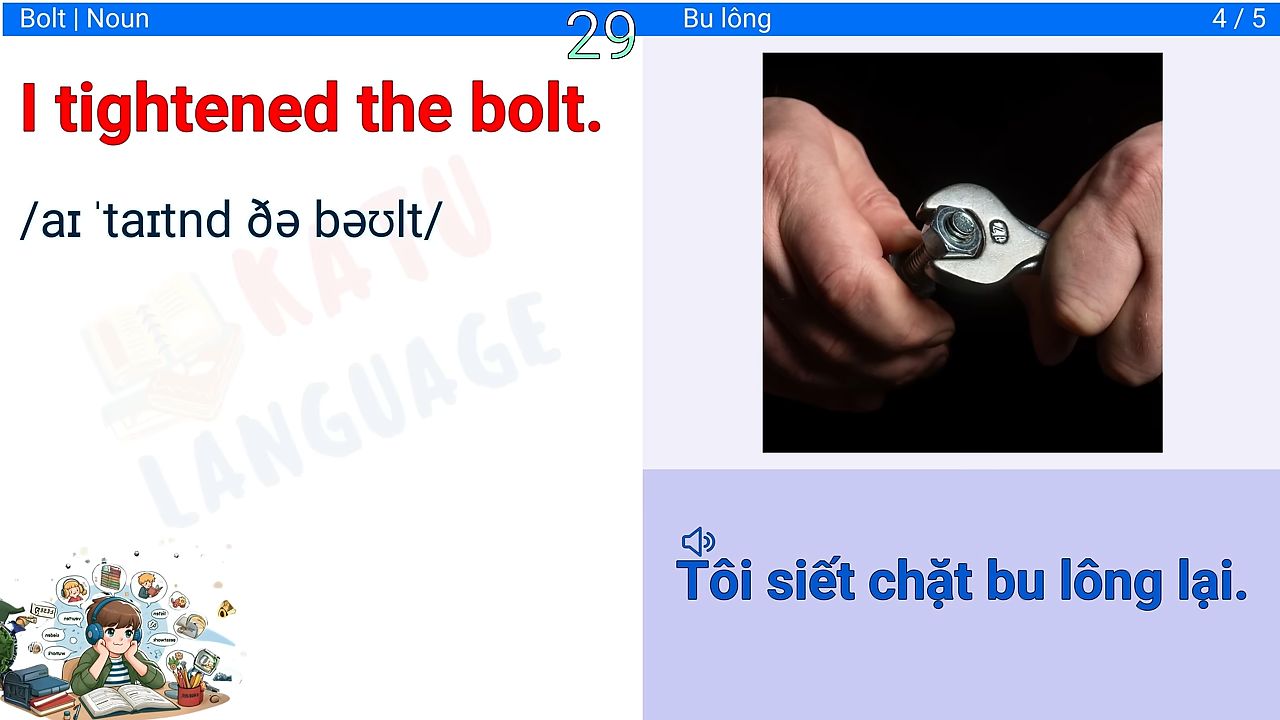 Bolt | Noun
29
Bu lông
4 / 5
I tightened the bolt.
/aɪ ˈtaɪtnd ðə bəʊlt/
KATU
LANGUAGE
Tôi siết chặt bu lông lại.